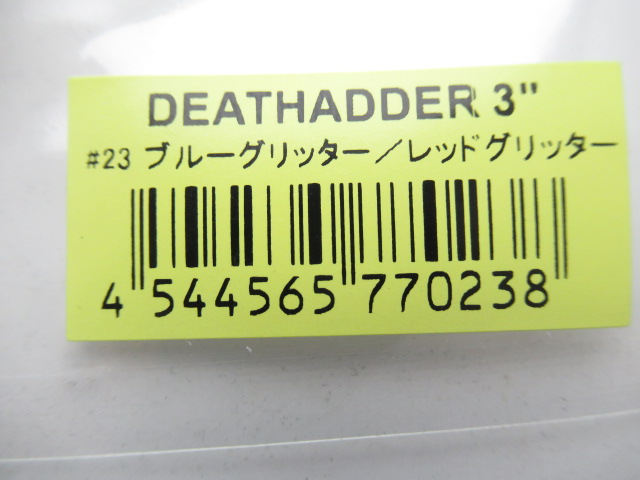 DEATHADDER 3"
#23 ブルーグリッター／レッドグリッター
4 544565 770238